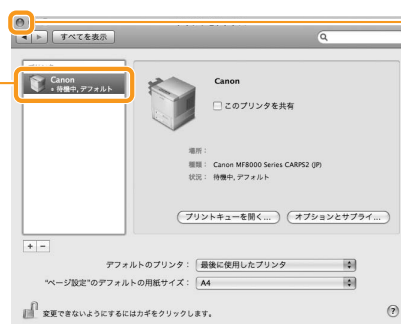 すべてを表示
Canon
• 待機中, デフォルト
Canon
このプリンタを共有
場所：
種類： Canon MF8000 Series CARPS2 (JP)
状況： 待機中, デフォルト
プリントキューを開く... オプションとサプライ...
+ −
デフォルトのプリンタ： 最後に使用したプリンタ
"ページ設定"のデフォルトの用紙サイズ： A4
変更できないようにするにはカギをクリックします。 ?